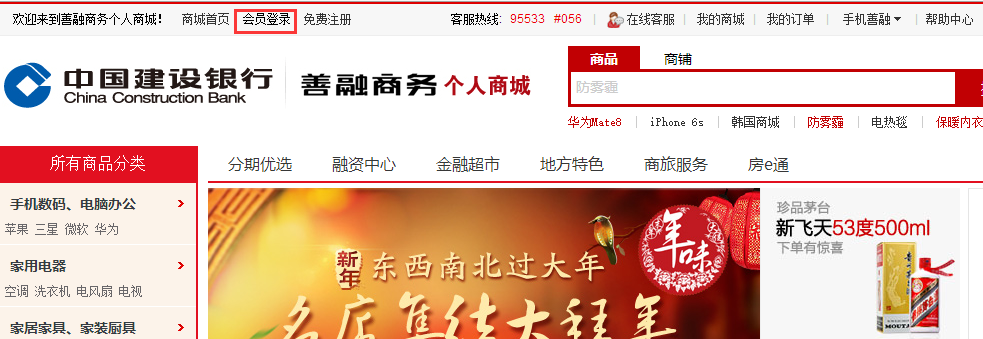 欢迎来到善融商务个人商城! 商城首页 会员登录 免费注册 客服热线: 95533 #056 在线客服 我的商城 我的订单 手机善融 帮助中心
商品 商铺
中国建设银行 善融商务 个人商城
China Construction Bank
防雾霾
华为Mate8 iPhone 6s 韩国商城 防雾霾 电热毯 保暖内衣
所有商品分类 分期优选 融资中心 金融超市 地方特色 商旅服务 房e通
手机数码、电脑办公
苹果 三星 微软 华为
家用电器
空调 洗衣机 电风扇 电视
家居家具、家装厨具
年味
新年 东西南北过大年
名店集结大拜年
珍品茅台
新飞天53度500ml
下单有惊喜
MOUTAI